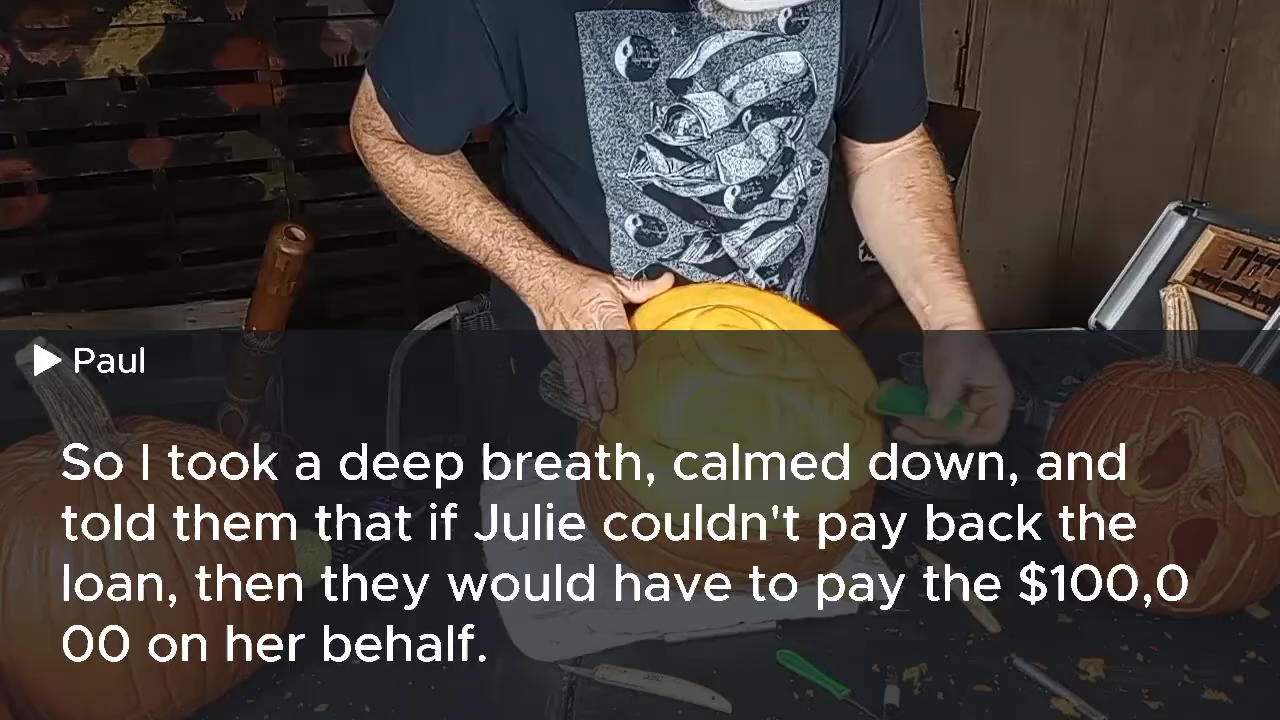 Paul
So I took a deep breath, calmed down, and
told them that if Julie couldn't pay back the
loan, then they would have to pay the $100,0
00 on her behalf.